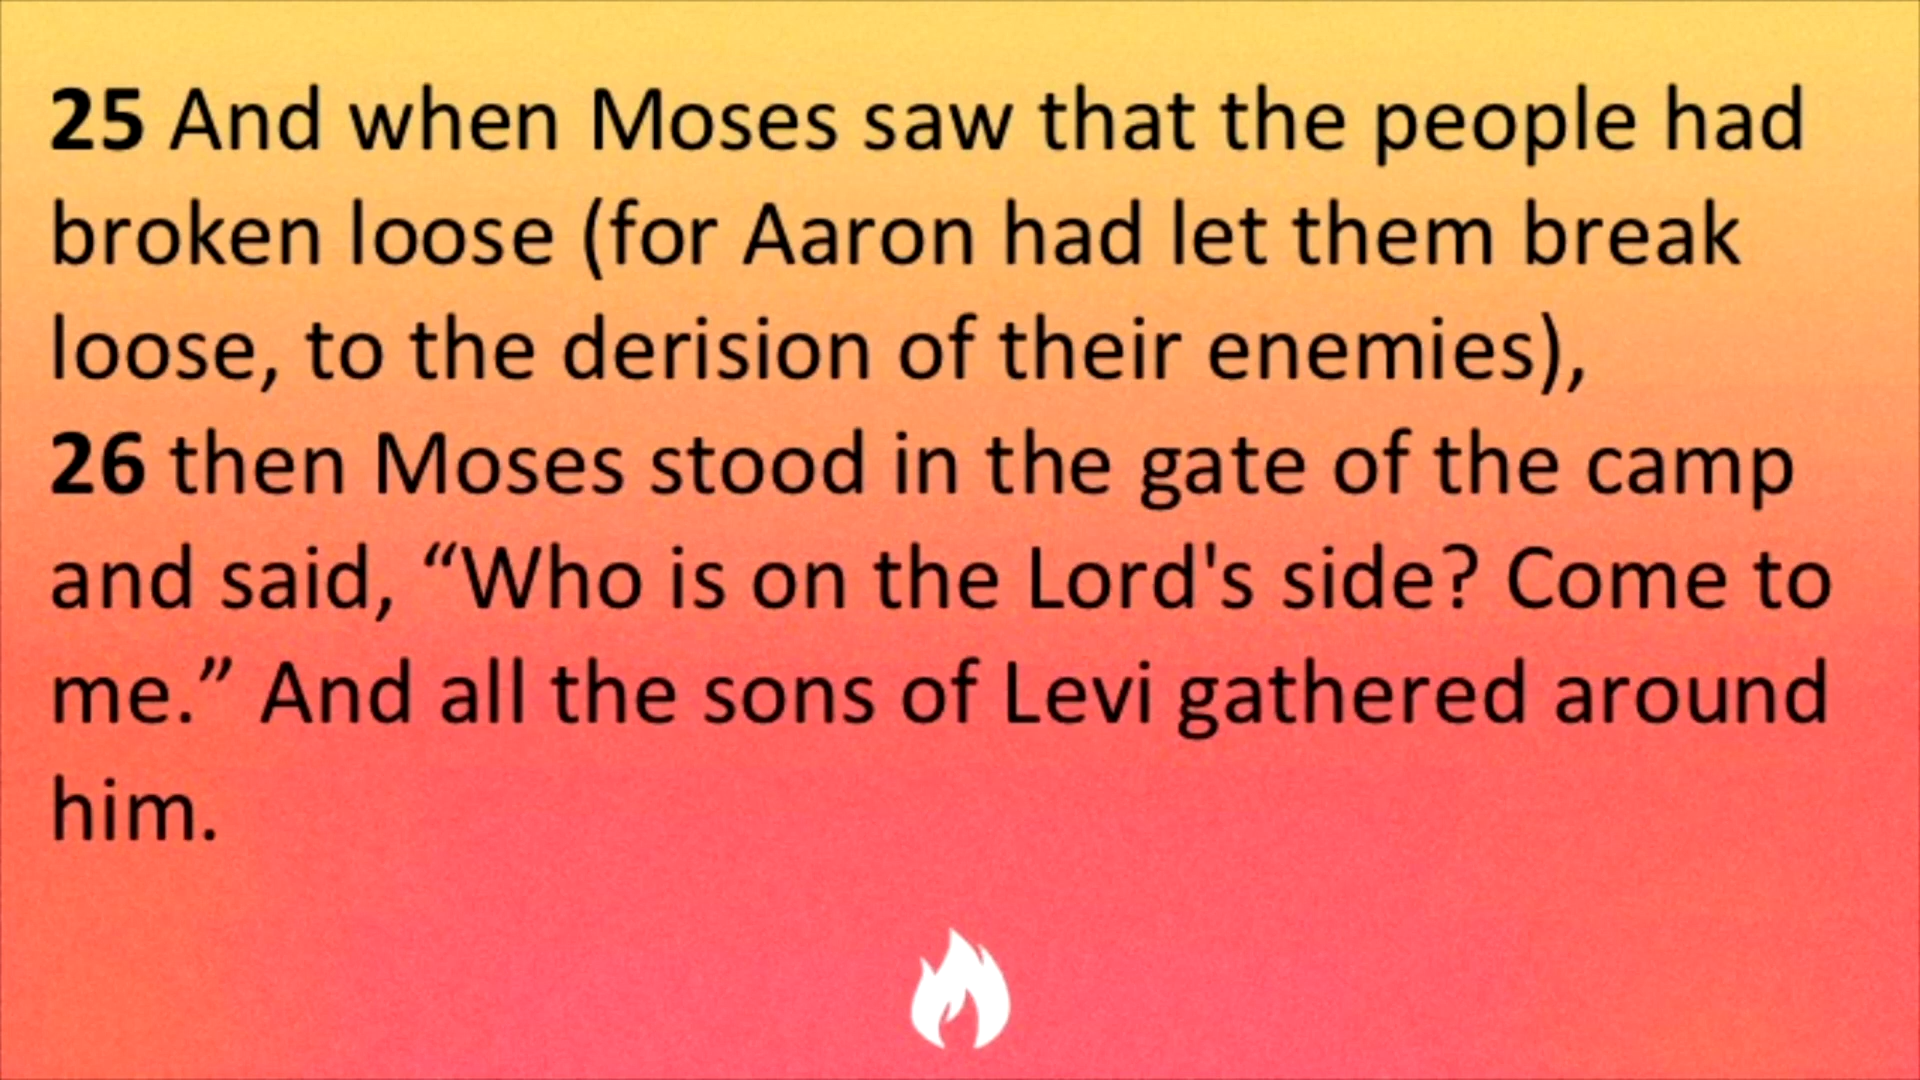 25 And when Moses saw that the people had
broken loose (for Aaron had let them break
loose, to the derision of their enemies),
26 then Moses stood in the gate of the camp
and said, “Who is on the Lord's side? Come to
me.” And all the sons of Levi gathered around
him.